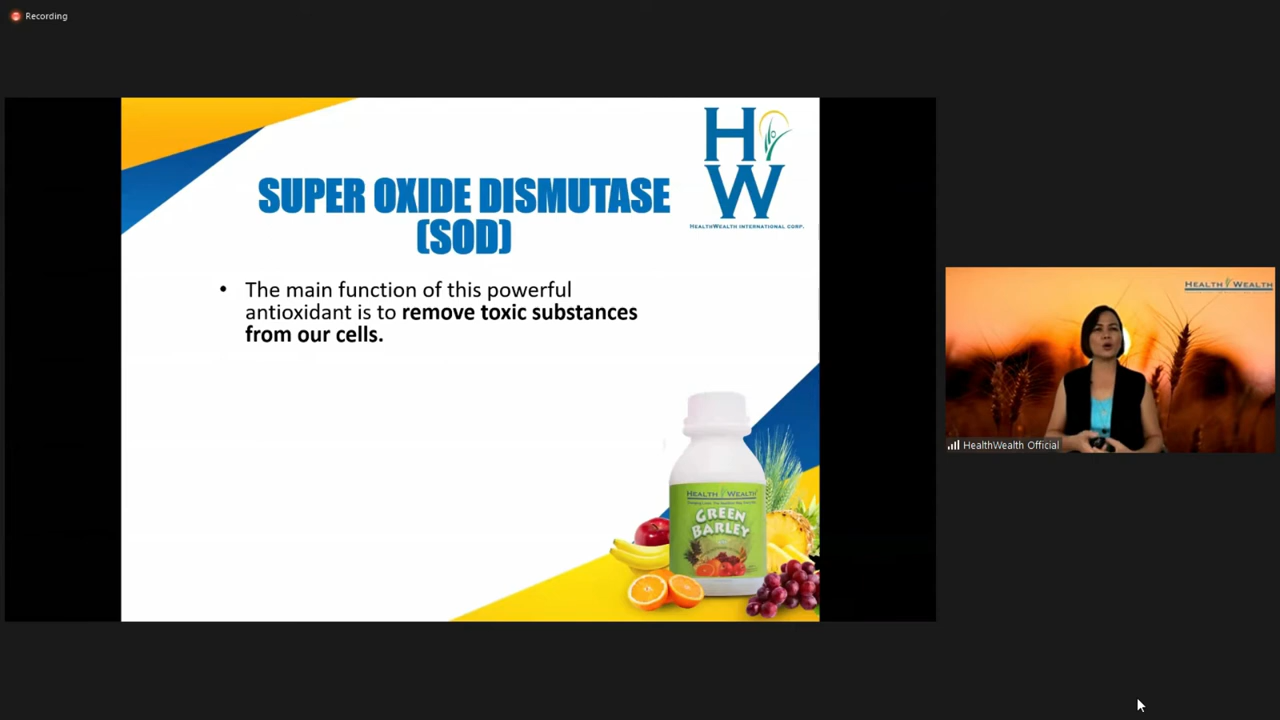 Recording
H
W
HEALTHWEALTH INTERNATIONAL CORP.
SUPER OXIDE DISMUTASE
(SOD)
• The main function of this powerful
antioxidant is to remove toxic substances
from our cells.
HEALTH WEALTH
GREEN
BARLEY
HEALTH WEALTH
HealthWealth Official